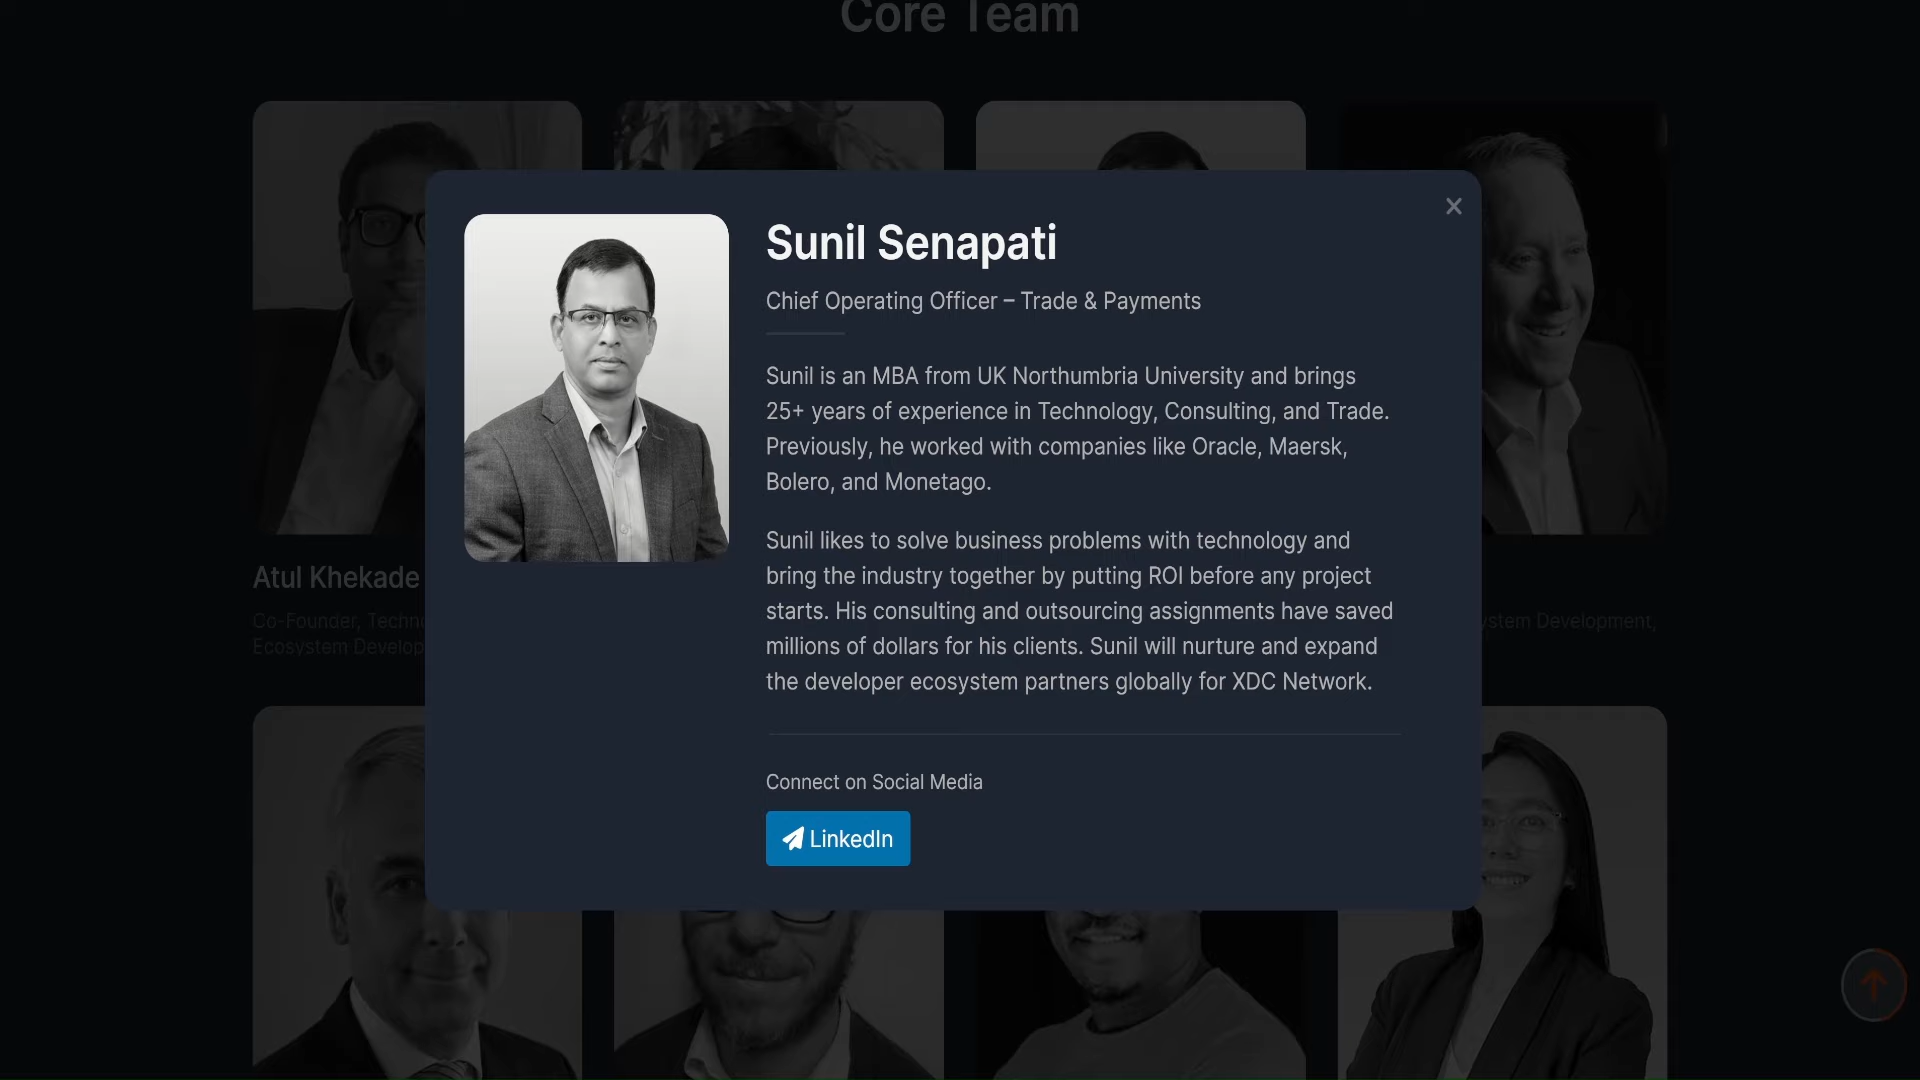 Core Team
Sunil Senapati
Chief Operating Officer – Trade & Payments
Sunil is an MBA from UK Northumbria University and brings
25+ years of experience in Technology, Consulting, and Trade.
Previously, he worked with companies like Oracle, Maersk,
Bolero, and Monetago.
Sunil likes to solve business problems with technology and
bring the industry together by putting ROI before any project
starts. His consulting and outsourcing assignments have saved
millions of dollars for his clients. Sunil will nurture and expand
the developer ecosystem partners globally for XDC Network.
Connect on Social Media
LinkedIn
Atul Khekade
Co-Founder,
Development,